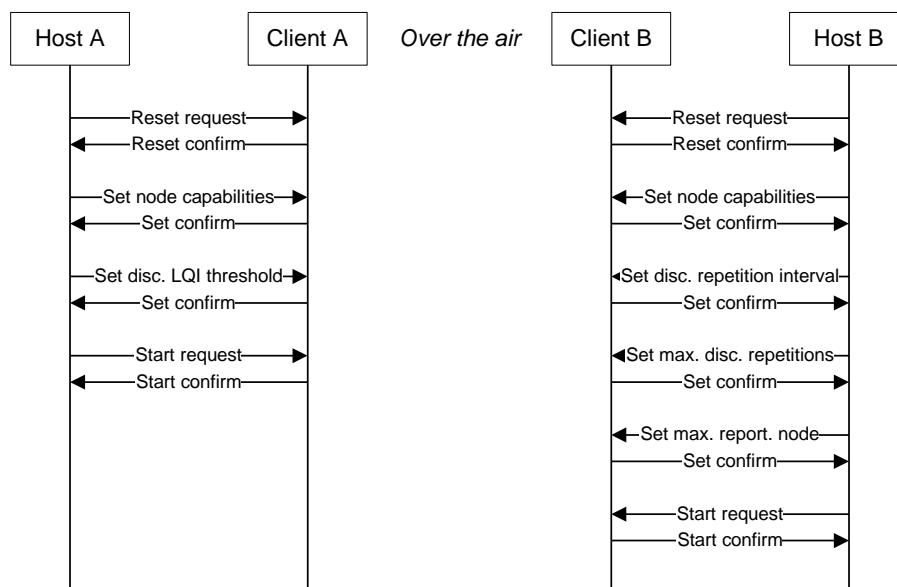 Host A
Client A
Over the air
Client B
Host B
Reset request
Reset confirm
Set node capabilities
Set confirm
Set disc. LQI threshold
Set confirm
Start request
Start confirm
Reset request
Reset confirm
Set node capabilities
Set confirm
Set disc. repetition interval
Set confirm
Set max. disc. repetitions
Set confirm
Set max. report. node
Set confirm
Start request
Start confirm